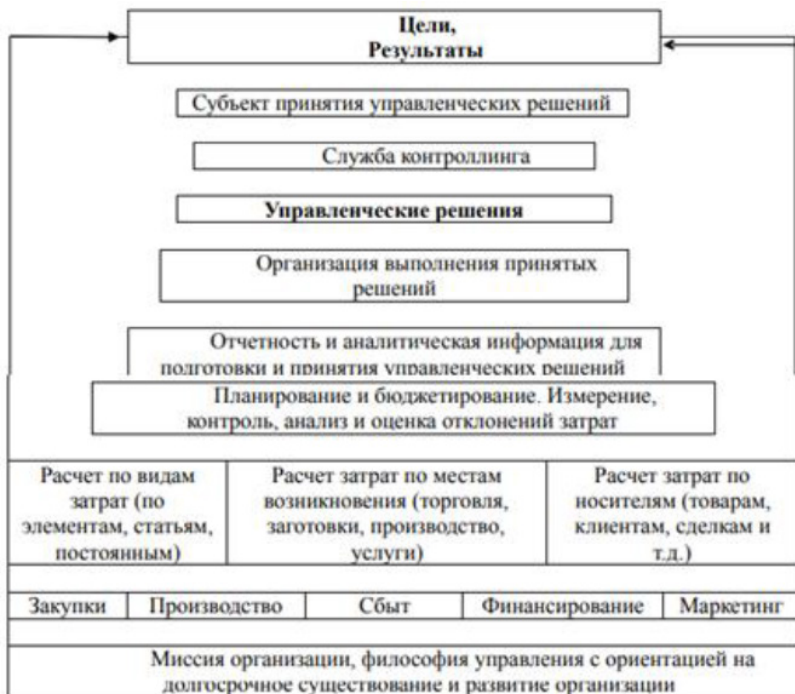 Цели,
Результаты
Субъект принятия управленческих решений
Служба контроллинга
Управленческие решения
Организация выполнения принятых
решений
Отчетность и аналитическая информация для
подготовки и принятия управленческих решений
Планирование и бюджетирование. Измерение,
контроль, анализ и оценка отклонений затрат
Расчет по видам
затрат (по
элементам, статьям,
постоянным)
Расчет затрат по местам
возникновения (торговля,
заготовки, производство,
услуги)
Расчет затрат по
носителям (товарам,
клиентам, сделкам и
т.д.)
Закупки Производство Сбыт Финансирование Маркетинг
Миссия организации, философия управления с ориентацией на
долгосрочное существование и развитие организации